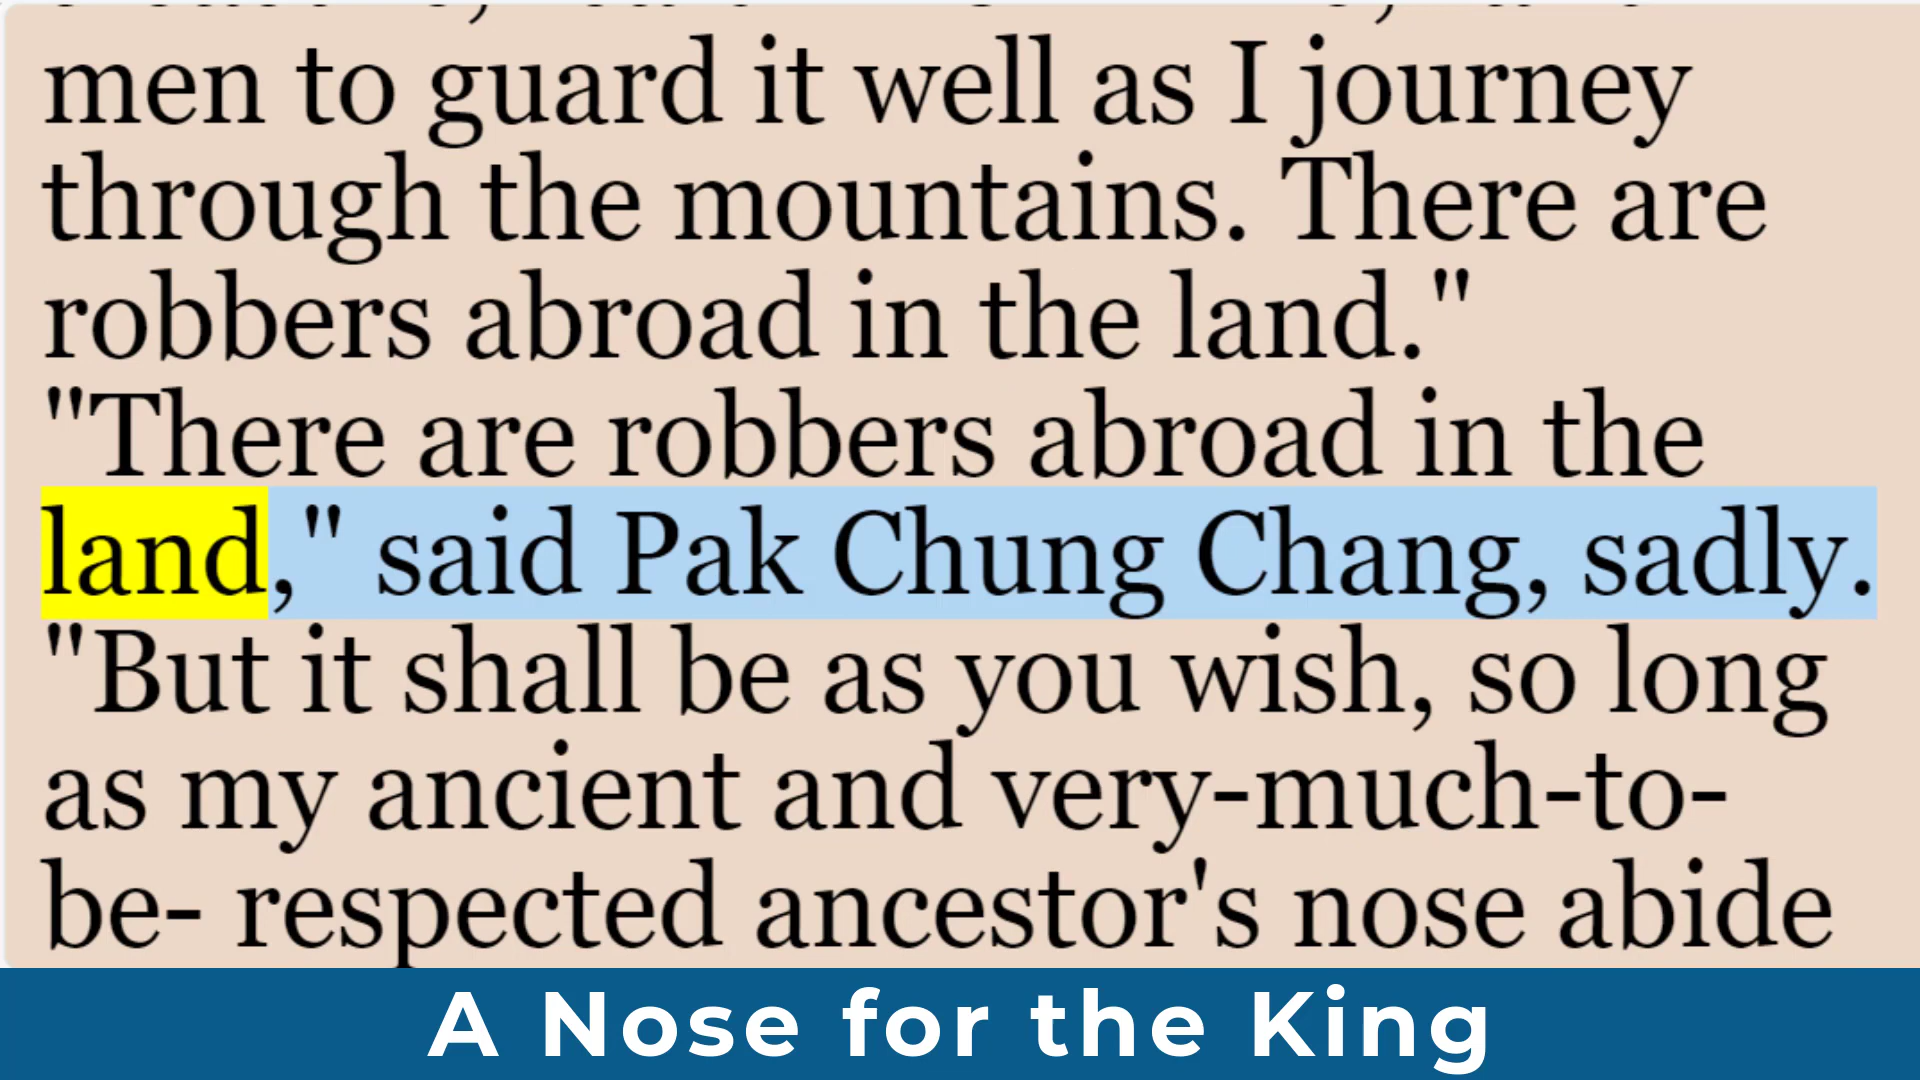 men to guard it well as I journey
through the mountains. There are
robbers abroad in the land."
"There are robbers abroad in the
land," said Pak Chung Chang, sadly.
"But it shall be as you wish, so long
as my ancient and very-much-to-
be- respected ancestor's nose abide
A Nose for the King